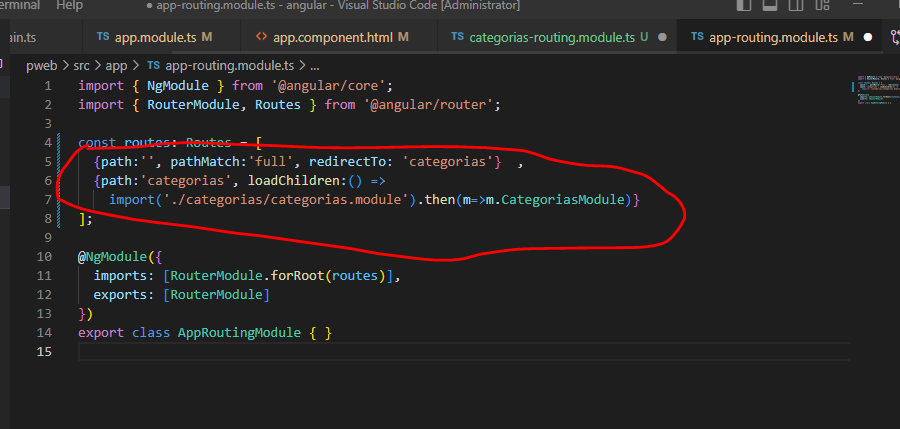 rminal Help
● app-routing.module.ts - angular - Visual Studio Code [Administrator]
ain.ts
TS app.module.ts M
<> app.component.html M
TS categorias-routing.module.ts U ●
TS app-routing.module.ts M ●
pweb > src > app > TS app-routing.module.ts > ...
1 import { NgModule } from '@angular/core';
2 import { RouterModule, Routes } from '@angular/router';
3
4 const routes: Routes = [
5 {path:'', pathMatch:'full', redirectTo: 'categorias'} ,
6 {path:'categorias', loadChildren:() =>
7 import('./categorias/categorias.module').then(m=>m.CategoriasModule)}
8 ];
9
10 @NgModule({
11 imports: [RouterModule.forRoot(routes)],
12 exports: [RouterModule]
13 })
14 export class AppRoutingModule { }
15